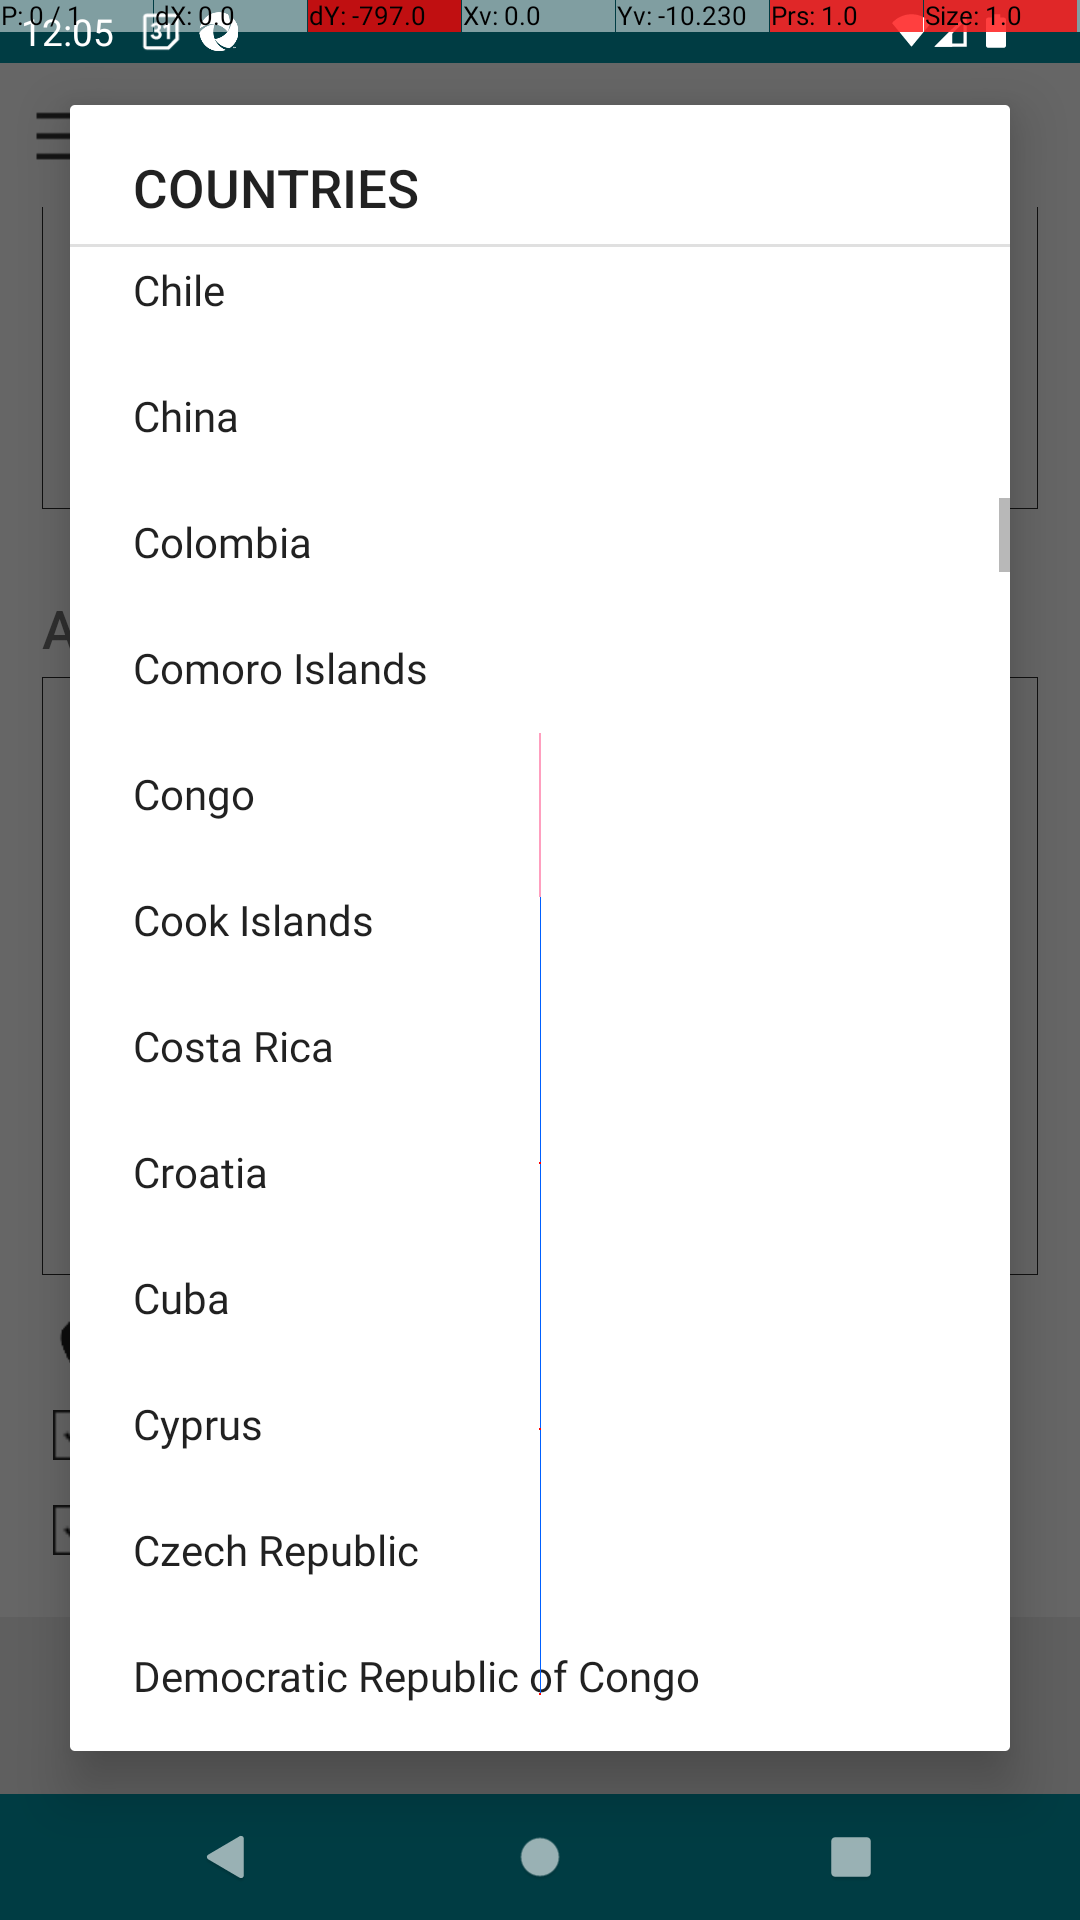 P: 0 / 1 dX: 0.0 dY: -797.0 Xv: 0.0 Yv: -10.230 Prs: 1.0 Size: 1.0
12:05 31
COUNTRIES
Chile
China
Colombia
A
Comoro Islands
Congo
Cook Islands
Costa Rica
Croatia
Cuba
Cyprus
Czech Republic
Democratic Republic of Congo